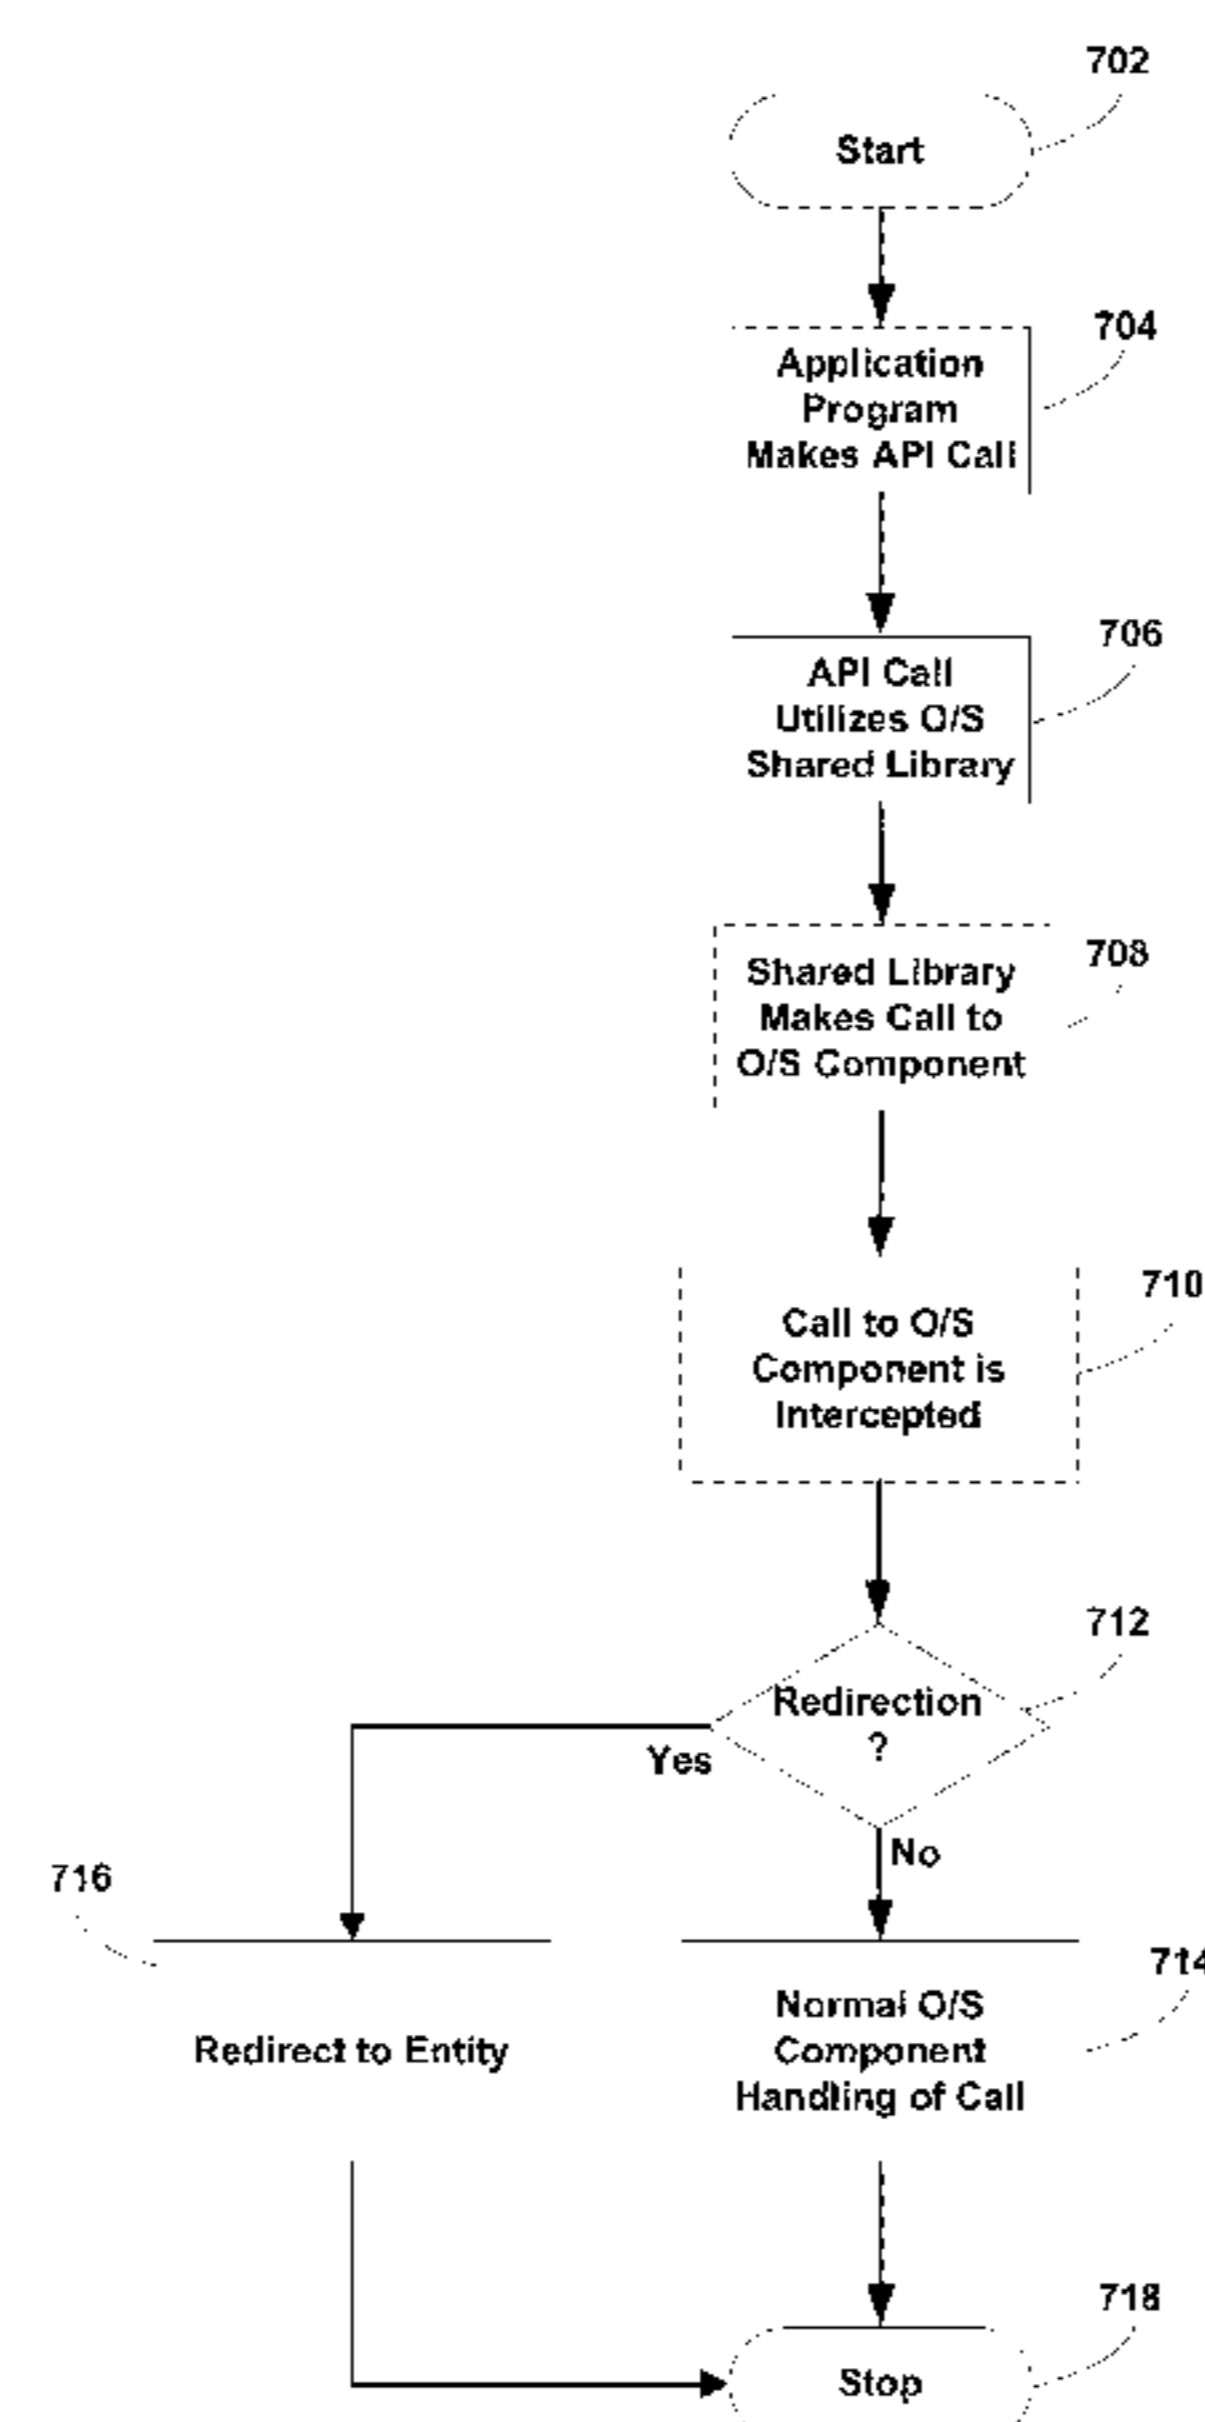 702
Start
704
Application
Program
Makes API Call
706
API Call
Utilizes O/S
Shared Library
708
Shared Library
Makes Call to
O/S Component
710
Call to O/S
Component is
Intercepted
712
Redirection
?
Yes
No
716
714
Redirect to Entity
Normal O/S
Component
Handling of Call
718
Stop